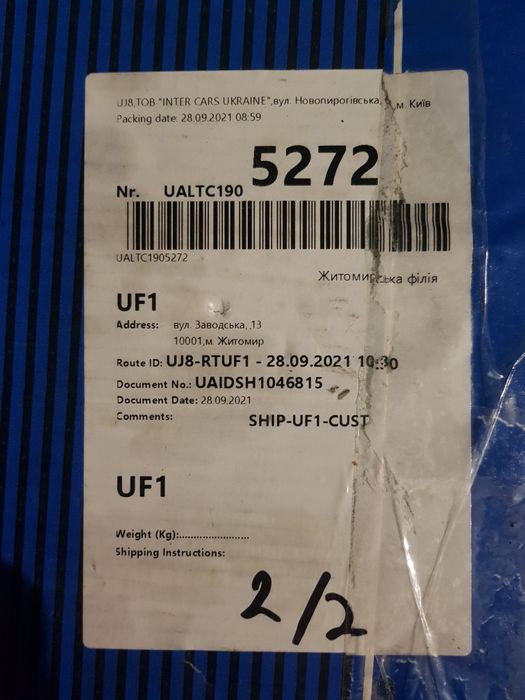 UJ8,ТОВ "INTER CARS UKRAINE",вул. Новопирогівська, м. Київ
Packing date: 28.09.2021 08:59
Nr. UALTC190 5272
UALTC1905272
Житомирська філія
UF1
Address: вул. Заводська, ,13
10001,м. Житомир
Route ID: UJ8-RTUF1 - 28.09.2021 10:30
Document No.: UAIDSH1046815
Document Date: 28.09.2021
Comments: SHIP-UF1-CUST
UF1
Weight (Kg):........................
Shipping Instructions:
2/2